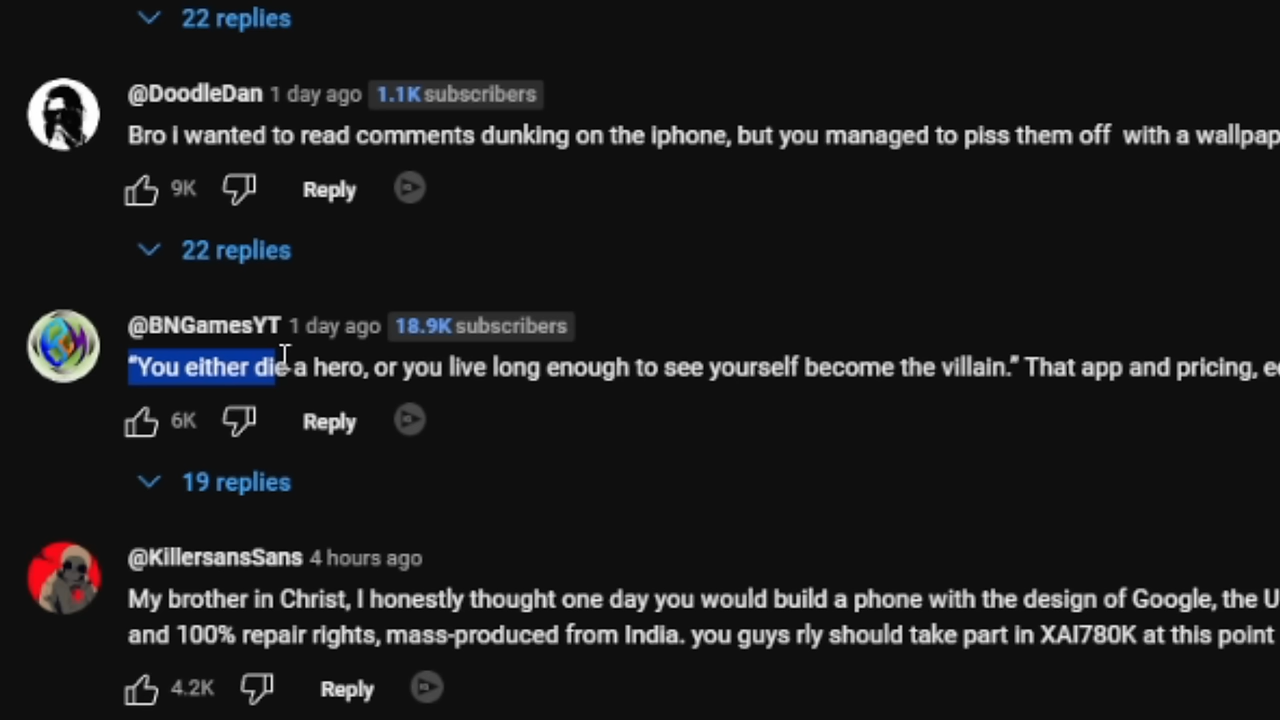 22 replies
@DoodleDan 1 day ago 1.1K subscribers
Bro i wanted to read comments dunking on the iphone, but you managed to piss them off with a
9K Reply
22 replies
@BNGamesYT 1 day ago 18.9K subscribers
“You either die a hero, or you live long enough to see yourself become the villain.” That app and pricing,
6K Reply
19 replies
@KillersansSans 4 hours ago
My brother in Christ, I honestly thought one day you would build a phone with the design of Google, the
and 100% repair rights, mass-produced from India. you guys rly should take part in XAI780K at this point
4.2K Reply